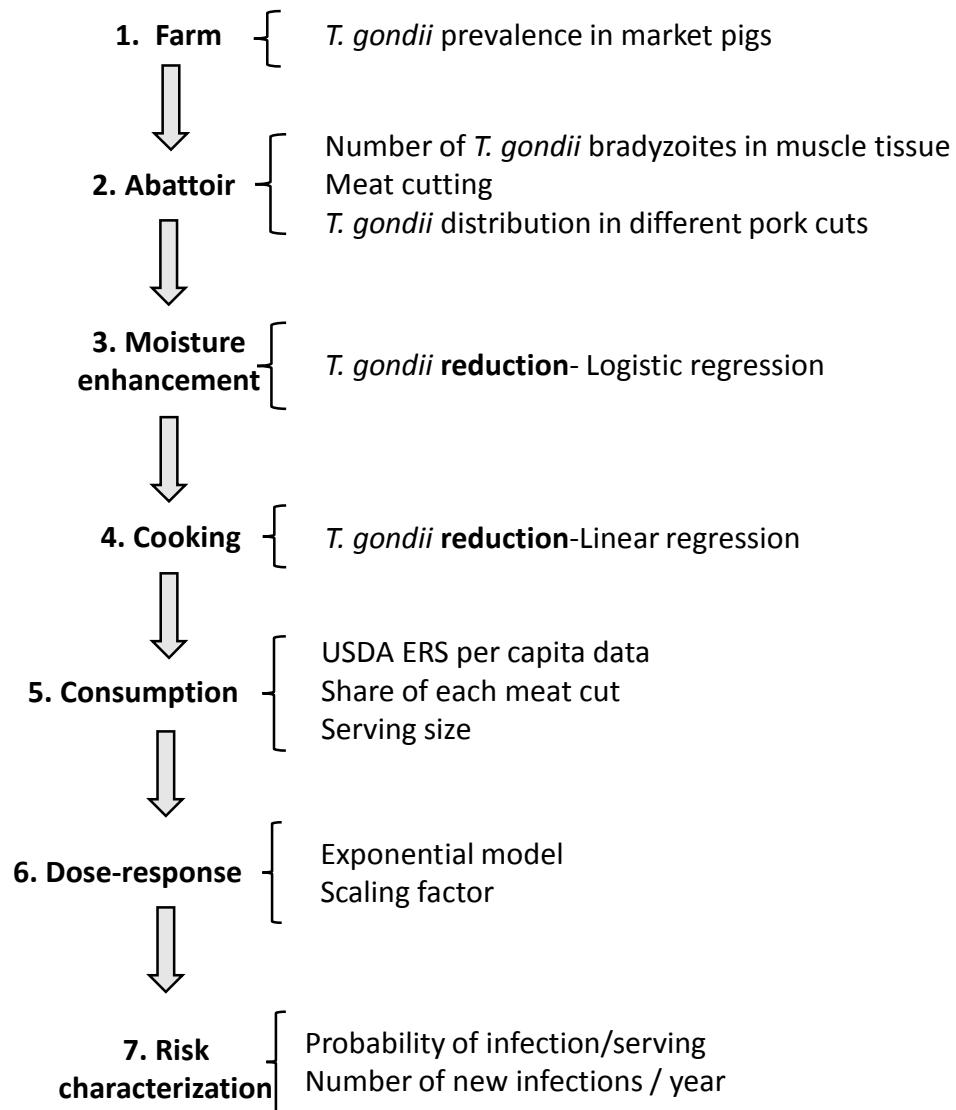 1. Farm
T. gondii prevalence in market pigs
2. Abattoir
Number of T. gondii bradyzoites in muscle tissue
Meat cutting
T. gondii distribution in different pork cuts
3. Moisture
enhancement
T. gondii reduction- Logistic regression
4. Cooking
T. gondii reduction-Linear regression
5. Consumption
USDA ERS per capita data
Share of each meat cut
Serving size
6. Dose-response
Exponential model
Scaling factor
7. Risk
characterization
Probability of infection/serving
Number of new infections / year